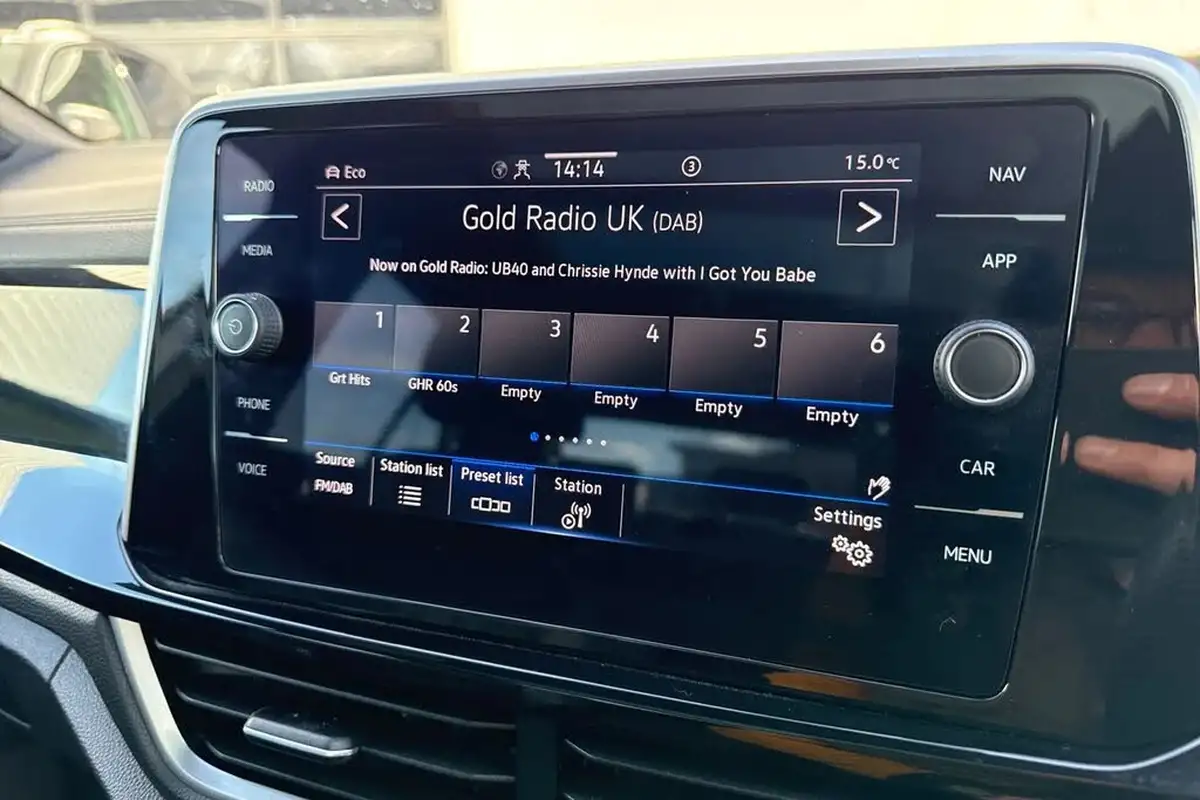 RADIO
MEDIA
PHONE
VOICE
Eco
14:14
3
15.0°C
Gold Radio UK (DAB)
Now on Gold Radio: UB40 and Chrissie Hynde with I Got You Babe
1 2 3 4 5 6
Grt Hits GHR 60s Empty Empty Empty Empty
Source Station list Preset list Station Settings
FM/DAB
NAV
APP
CAR
MENU